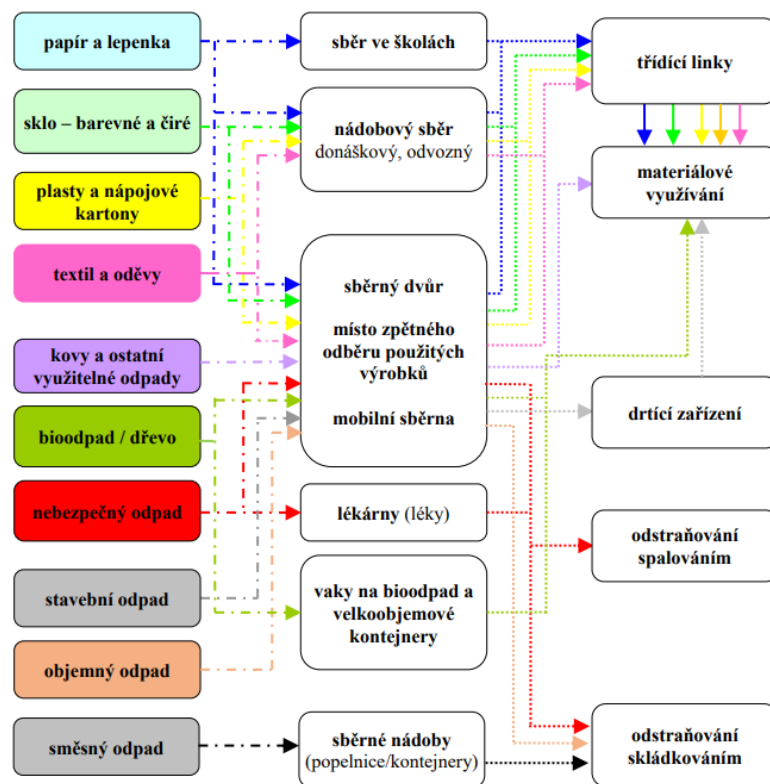 papír a lepenka
sklo – barevné a čiré
plasty a nápojové
kartony
textil a oděvy
kovy a ostatní
využitelné odpady
bioodpad / dřevo
nebezpečný odpad
stavební odpad
objemný odpad
směsný odpad
sběr ve školách
nádobový sběr
donáškový, odvozný
sběrný dvůr
místo zpětného
odběru použitých
výrobků
mobilní sběrna
lékárny (léky)
vaky na bioodpad a
velkoobjemové
kontejnery
sběrné nádoby
(popelnice/kontejnery)
třídící linky
materiálové
využívání
drtící zařízení
odstraňování
spalováním
odstraňování
skládkováním